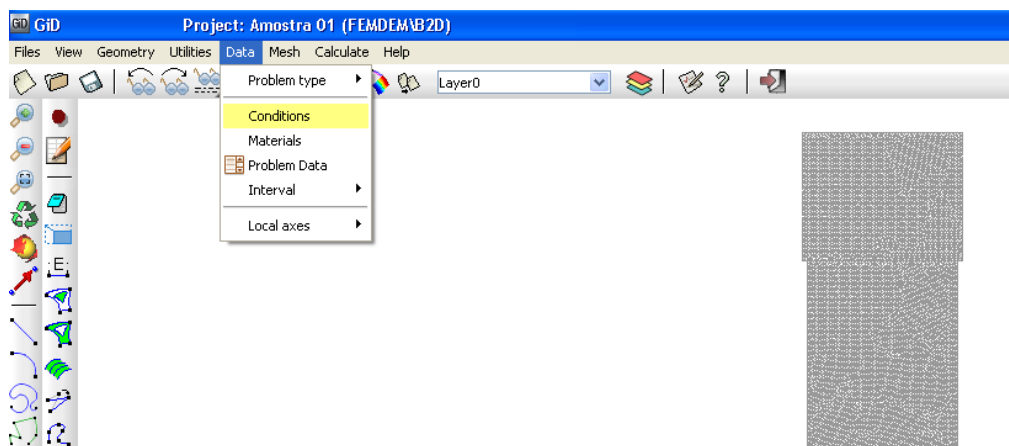 GiD GiD Project: Amostra 01 (FEMDEM\B2D)
Files View Geometry Utilities Data Mesh Calculate Help
Layer0
Problem type
Conditions
Materials
Problem Data
Interval
Local axes
E